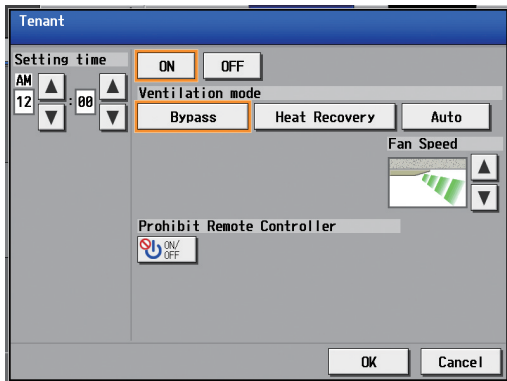 Tenant
Setting time
AM
12 : 00
ON OFF
Ventilation mode
Bypass Heat Recovery Auto
Fan Speed
Prohibit Remote Controller
ON/
OFF
OK Cancel